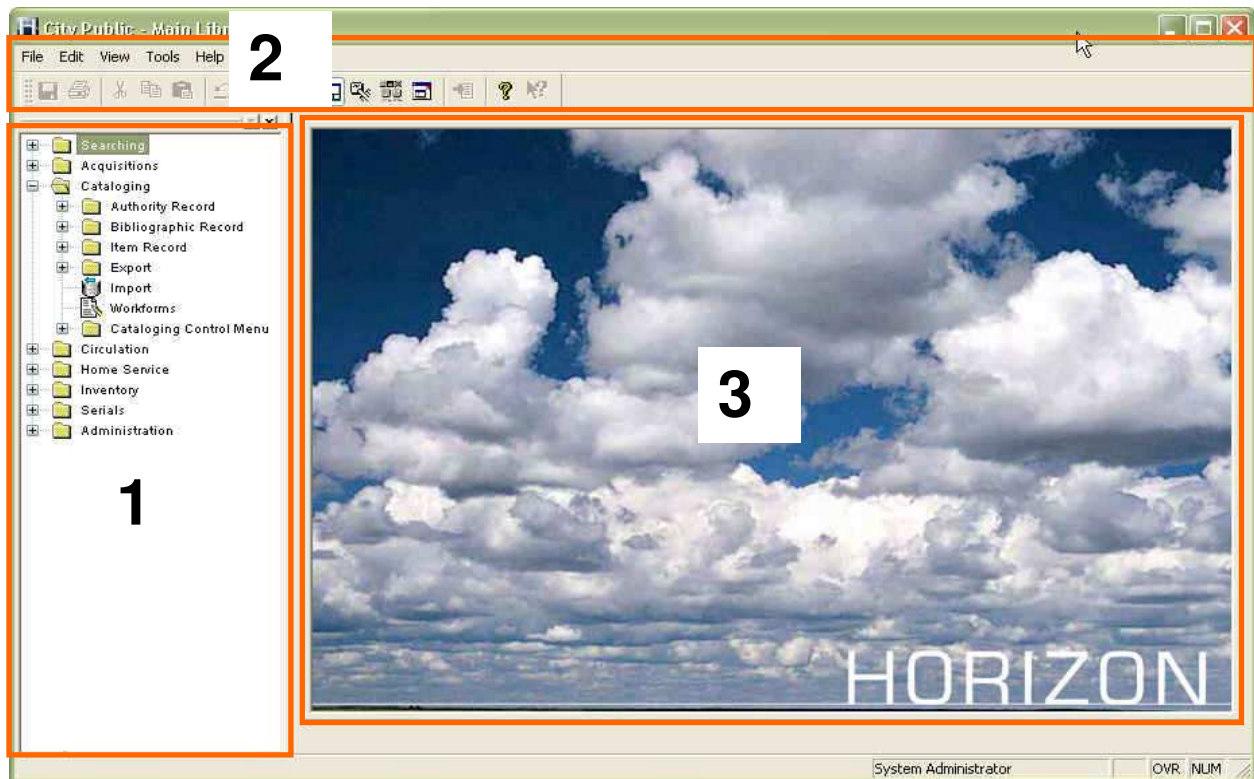 City Public - Main Libr
2
File Edit View Tools Help
Searching
Acquisitions
Cataloging
Authority Record
Bibliographic Record
Item Record
Export
Import
Workforms
Cataloging Control Menu
Circulation
Home Service
Inventory
Serials
Administration
1
3
HORIZON
System Administrator OVR NUM